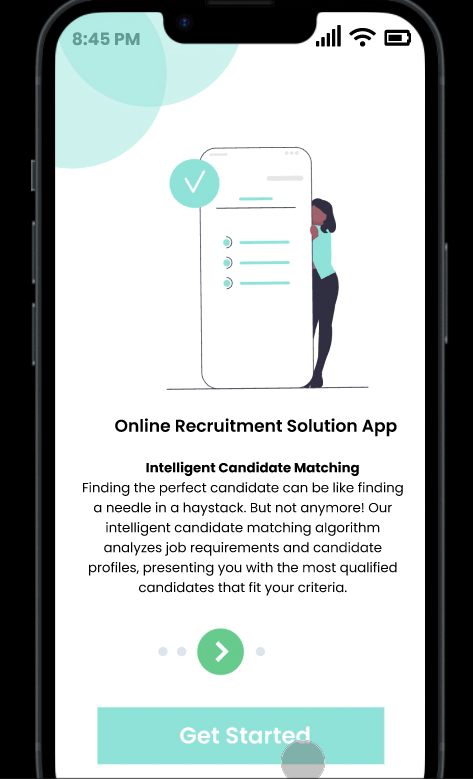 8:45 PM
Online Recruitment Solution App
Intelligent Candidate Matching
Finding the perfect candidate can be like finding
a needle in a haystack. But not anymore! Our
intelligent candidate matching algorithm
analyzes job requirements and candidate
profiles, presenting you with the most qualified
candidates that fit your criteria.
Get Started